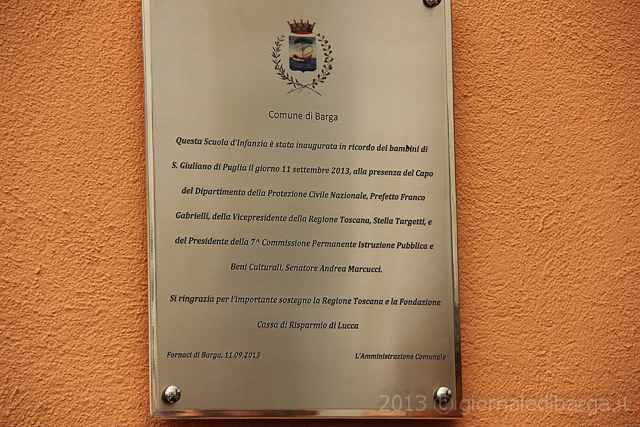 Comune di Barga
Questa Scuola d'Infanzia è stata inaugurata in ricordo dei bambini di
S. Giuliano di Puglia il giorno 11 settembre 2013, alla presenza del Capo
del Dipartimento della Protezione Civile Nazionale, Prefetto Franco
Gabrielli, della Vicepresidente della Regione Toscana, Stella Targetti, e
del Presidente della 7^ Commissione Permanente Istruzione Pubblica e
Beni Culturali, Senatore Andrea Marcucci.
Si ringrazia per l'importante sostegno la Regione Toscana e la Fondazione
Cassa di Risparmio di Lucca
Fornaci di Barga, 11.09.2013 L'Amministrazione Comunale
2013 © giornaledibarga.it